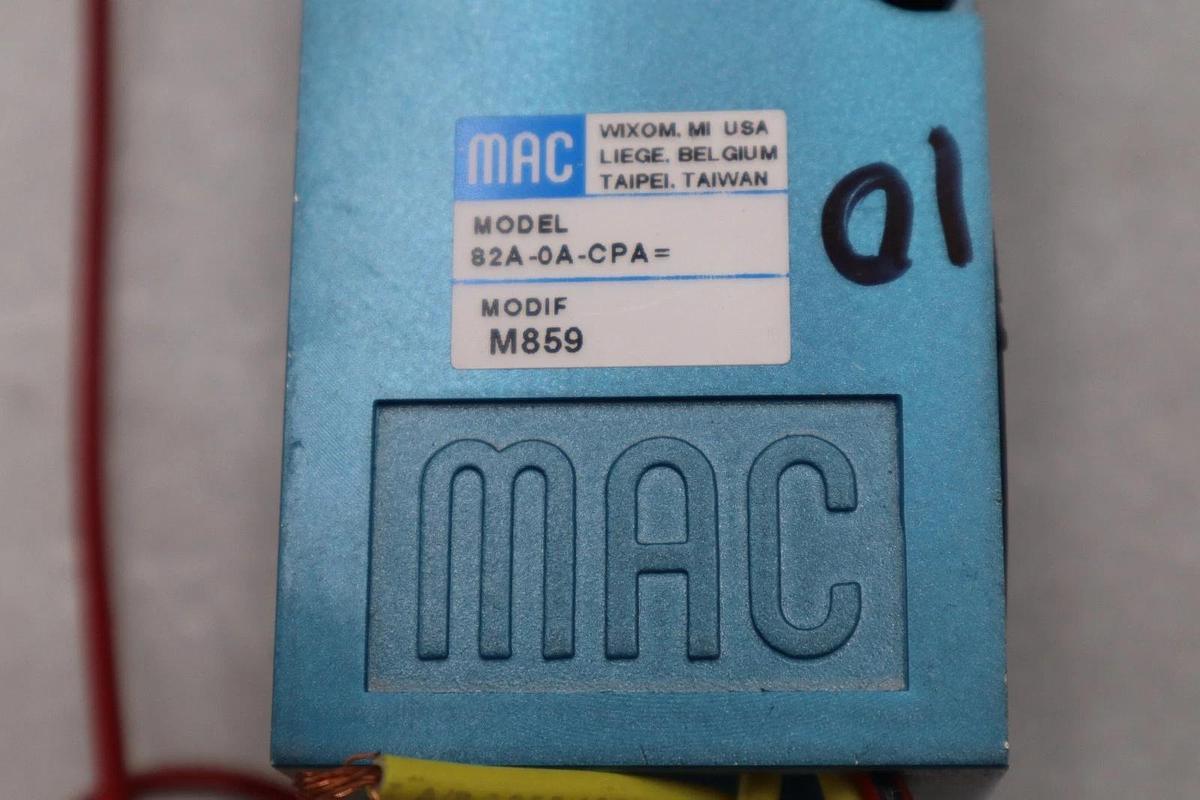 MAC
WIXOM, MI USA
LIEGE, BELGIUM
TAIPEI, TAIWAN
MODEL
82A-0A-CPA=
MODIF
M859
01
MAC